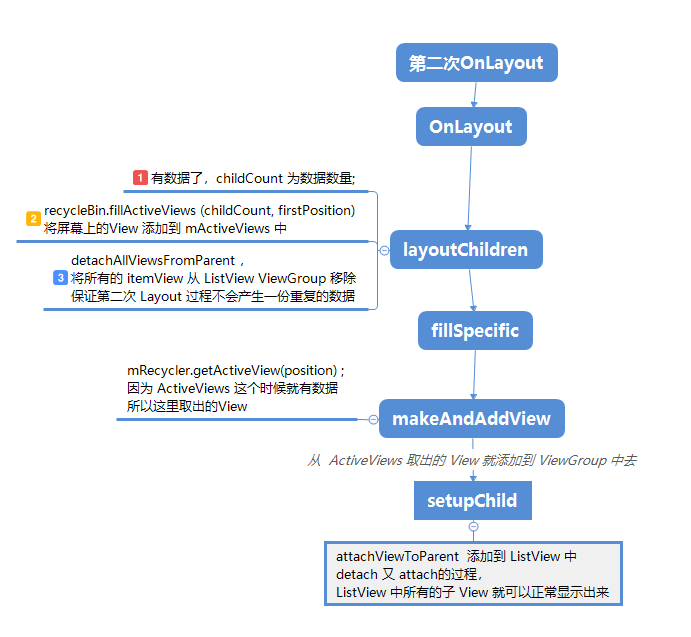 第二次OnLayout
OnLayout
1 有数据了，childCount 为数据数量;
2 recycleBin.fillActiveViews (childCount, firstPosition)
将屏幕上的View 添加到 mActiveViews 中
3 detachAllViewsFromParent ，
将所有的 itemView 从 ListView ViewGroup 移除
保证第二次 Layout 过程不会产生一份重复的数据
layoutChildren
fillSpecific
mRecycler.getActiveView(position) ;
因为 ActiveViews 这个时候就有数据
所以这里取出的View
makeAndAddView
从 ActiveViews 取出的 View 就添加到 ViewGroup 中去
setupChild
attachViewToParent 添加到 ListView 中
detach 又 attach的过程，
ListView 中所有的子 View 就可以正常显示出来